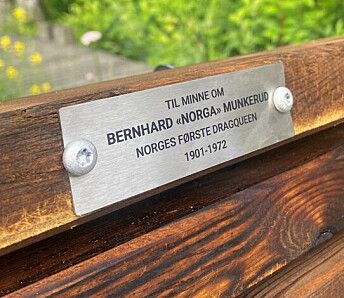 TIL MINNE OM
BERNHARD «NORGA» MUNKERUD
NORGES FØRSTE DRAGQUEEN
1901-1972